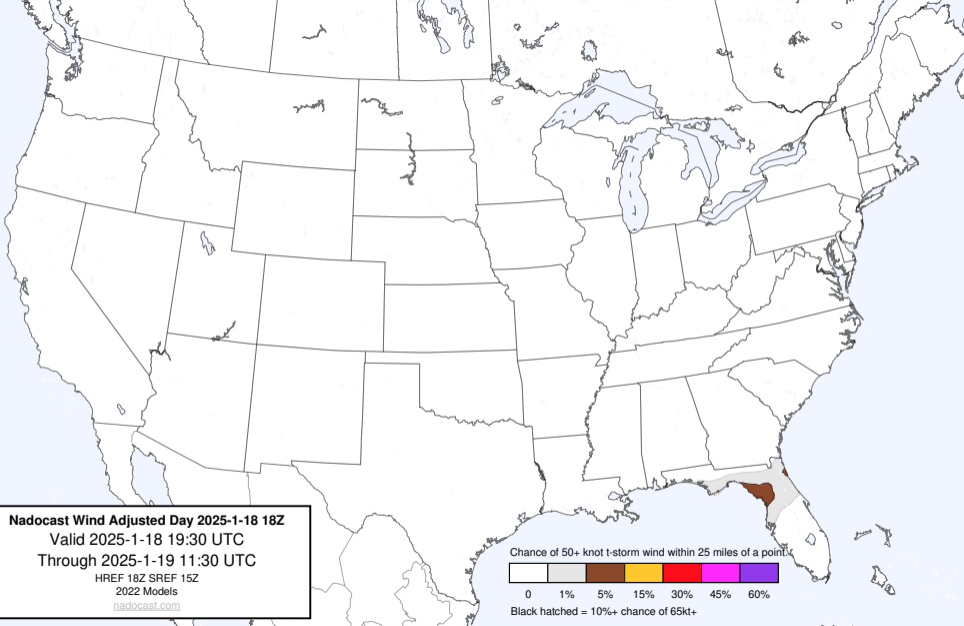 Nadocast Wind Adjusted Day 2025-1-18 18Z
Valid 2025-1-18 19:30 UTC
Through 2025-1-19 11:30 UTC
HREF 18Z SREF 15Z
2022 Models
nadocast.com
Chance of 50+ knot t-storm wind within 25 miles of a point.
0 1% 5% 15% 30% 45% 60%
Black hatched = 10%+ chance of 65kt+